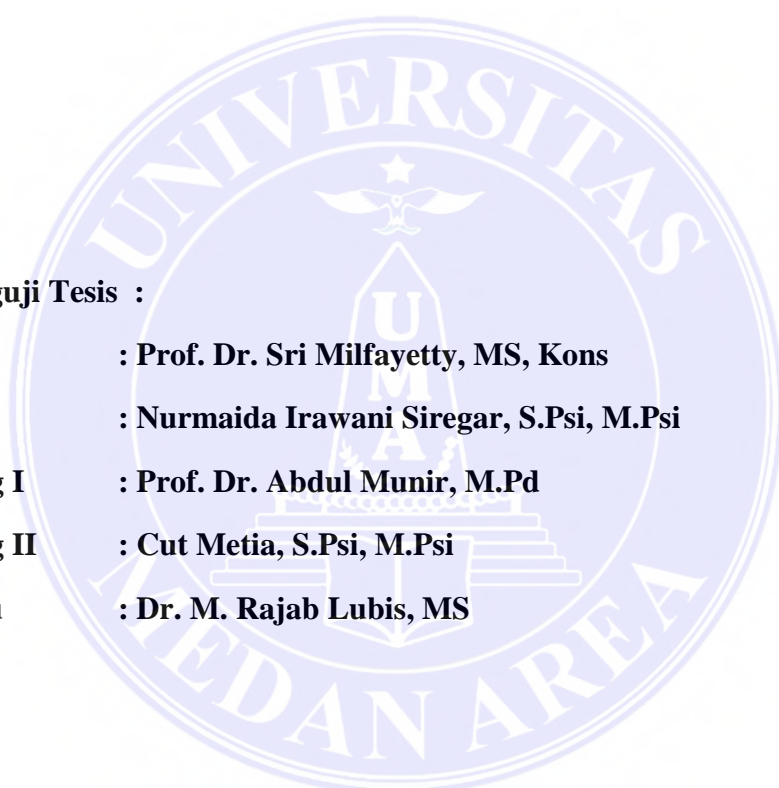 UNIVERSITAS
UMA
guji Tesis :
: Prof. Dr. Sri Milfayetty, MS, Kons
: Nurmaida Irawani Siregar, S.Psi, M.Psi
g I : Prof. Dr. Abdul Munir, M.Pd
g II : Cut Metia, S.Psi, M.Psi
: Dr. M. Rajab Lubis, MS
MEDAN AREA